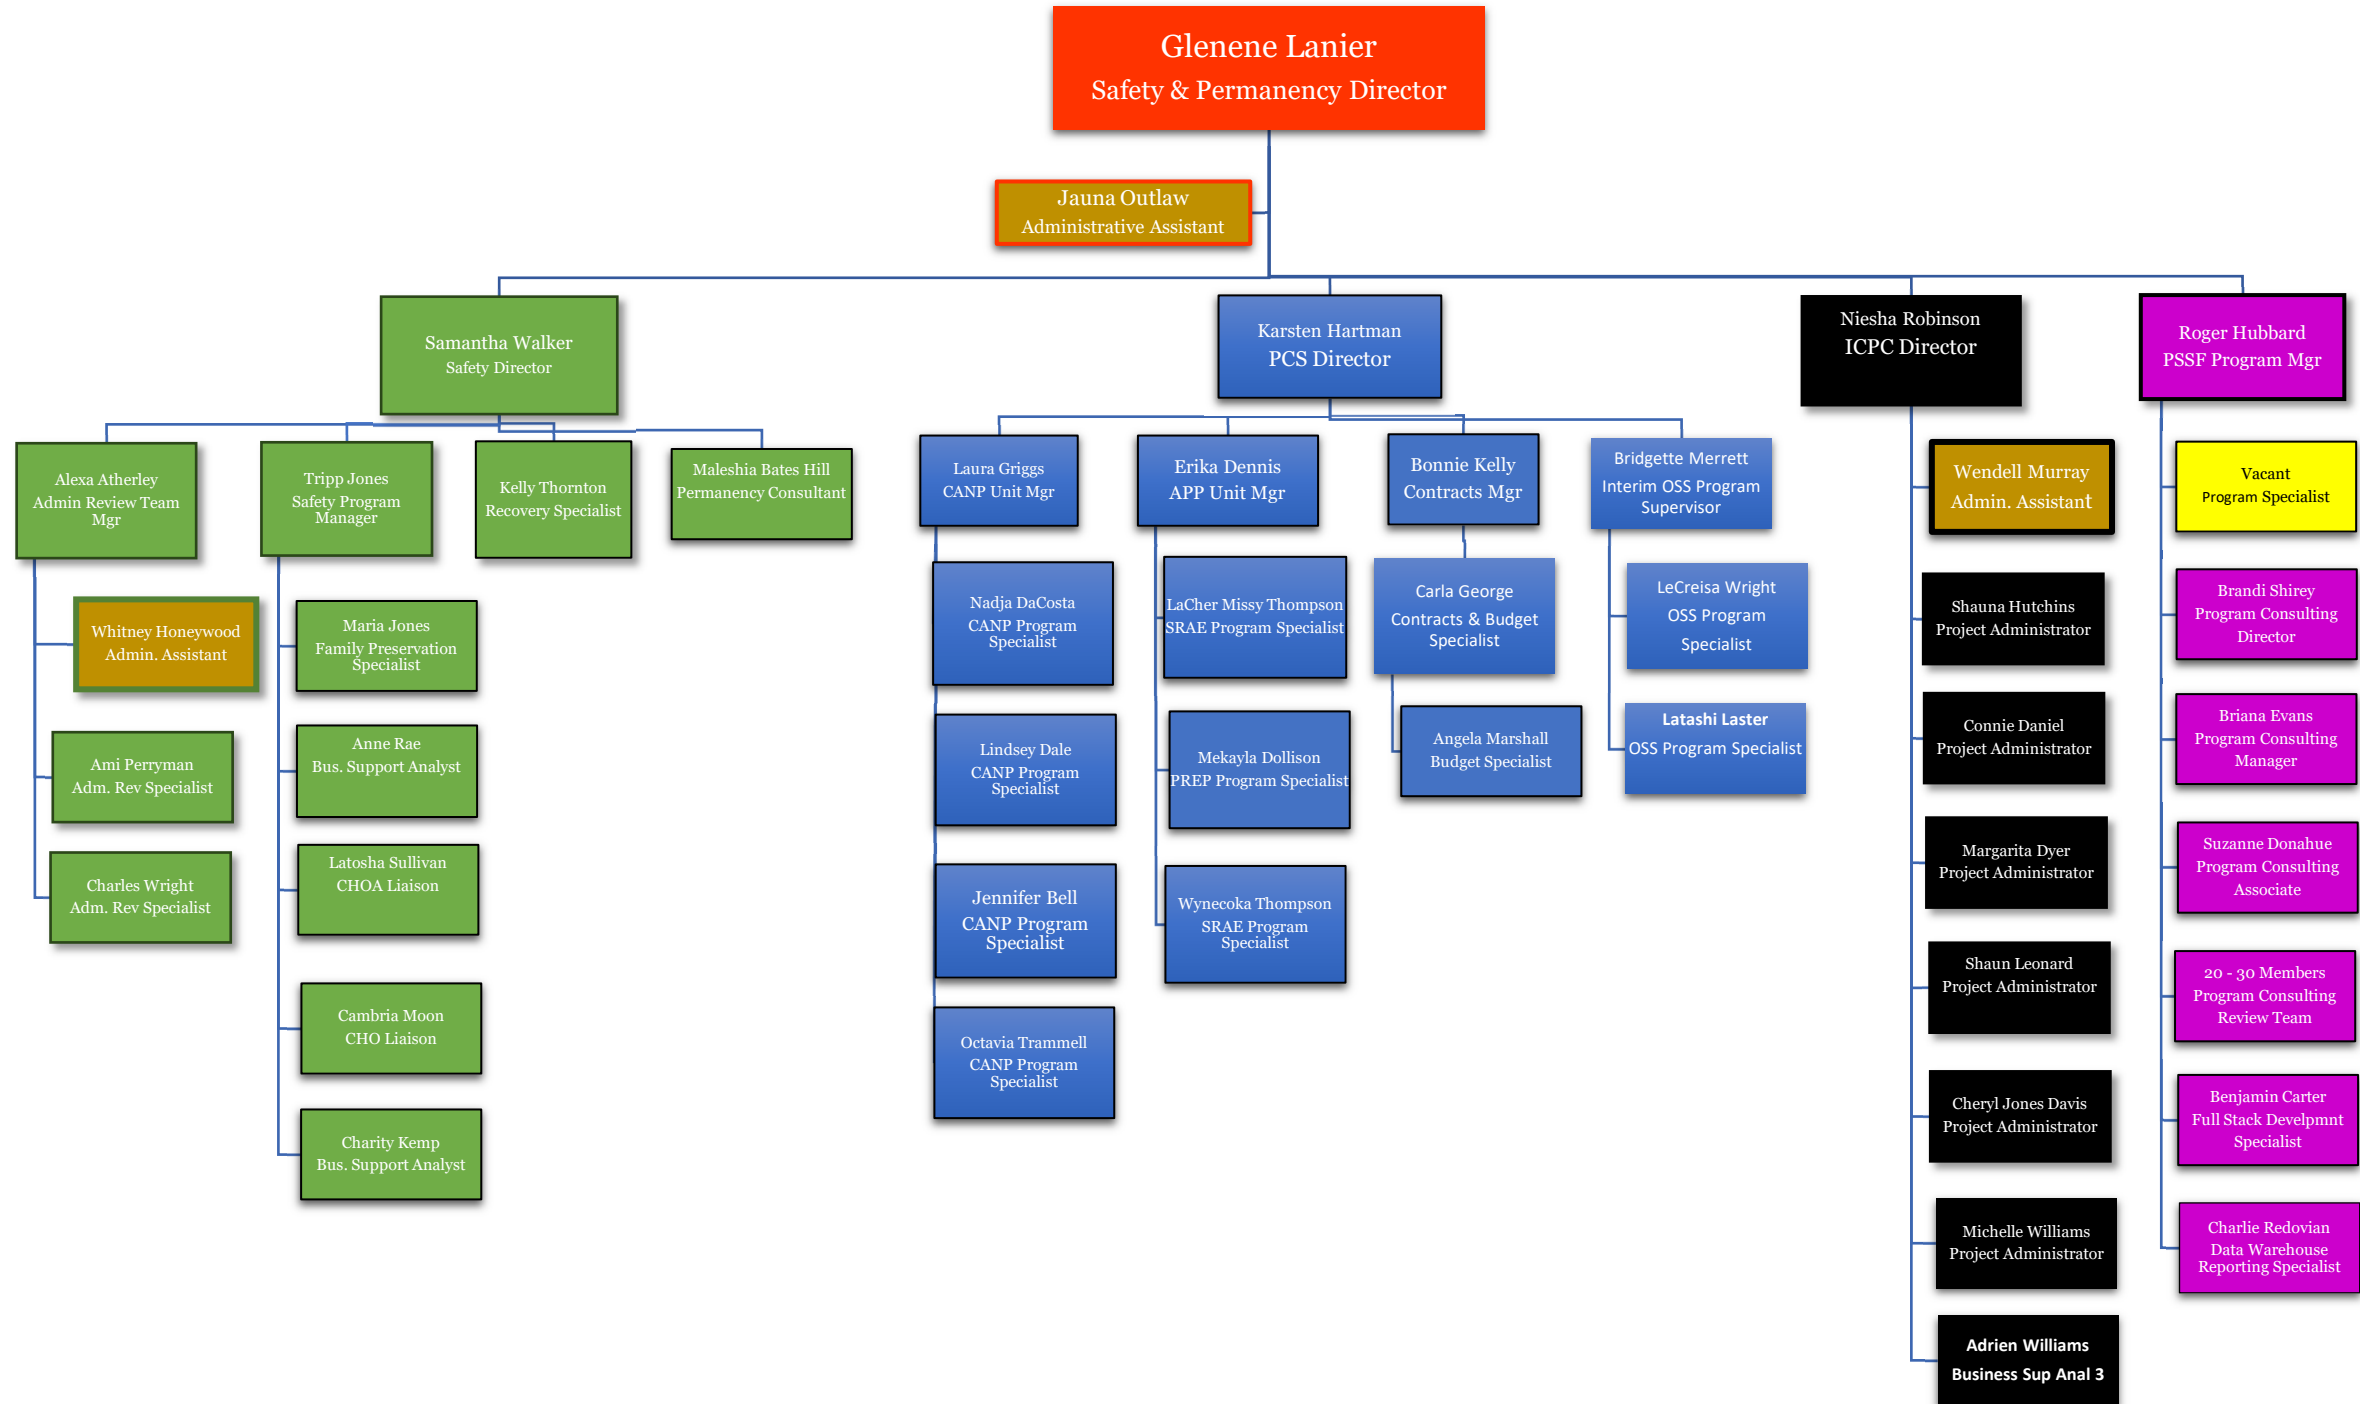 Glenene Lanier
Safety & Permanency Director
Jauna Outlaw
Administrative Assistant
Samantha Walker
Safety Director
Karsten Hartman
PCS Director
Niesha Robinson
ICPC Director
Roger Hubbard
PSSF Program Mgr
Alexa Atherley
Admin Review Team
Mgr
Tripp Jones
Safety Program
Manager
Kelly Thornton
Recovery Specialist
Maleshia Bates Hill
Permanency Consultant
Laura Griggs
CANP Unit Mgr
Erika Dennis
APP Unit Mgr
Bonnie Kelly
Contracts Mgr
Bridgette Merrett
Interim OSS Program
Supervisor
Wendell Murray
Admin. Assistant
Vacant
Program Specialist
Whitney Honeywood
Admin. Assistant
Ami Perryman
Adm. Rev Specialist
Charles Wright
Adm. Rev Specialist
Maria Jones
Family Preservation
Specialist
Anne Rae
Bus. Support Analyst
Latosha Sullivan
CHOA Liaison
Cambria Moon
CHO Liaison
Charity Kemp
Bus. Support Analyst
Nadja DaCosta
CANP Program
Specialist
Lindsey Dale
CANP Program
Specialist
Jennifer Bell
CANP Program
Specialist
Octavia Trammell
CANP Program
Specialist
LaCher Missy Thompson
SRAE Program Specialist
Mekayla Dollison
PREP Program Specialist
Wynecoka Thompson
SRAE Program
Specialist
Carla George
Contracts & Budget
Specialist
Angela Marshall
Budget Specialist
LeCreisa Wright
OSS Program
Specialist
Latashi Laster
OSS Program Specialist
Shauna Hutchins
Project Administrator
Connie Daniel
Project Administrator
Margarita Dyer
Project Administrator
Shaun Leonard
Project Administrator
Cheryl Jones Davis
Project Administrator
Michelle Williams
Project Administrator
Adrien Williams
Business Sup Anal 3
Brandi Shirey
Program Consulting
Director
Briana Evans
Program Consulting
Manager
Suzanne Donahue
Program Consulting
Associate
20 - 30 Members
Program Consulting
Review Team
Benjamin Carter
Full Stack Develpmnt
Specialist
Charlie Redovian
Data Warehouse
Reporting Specialist